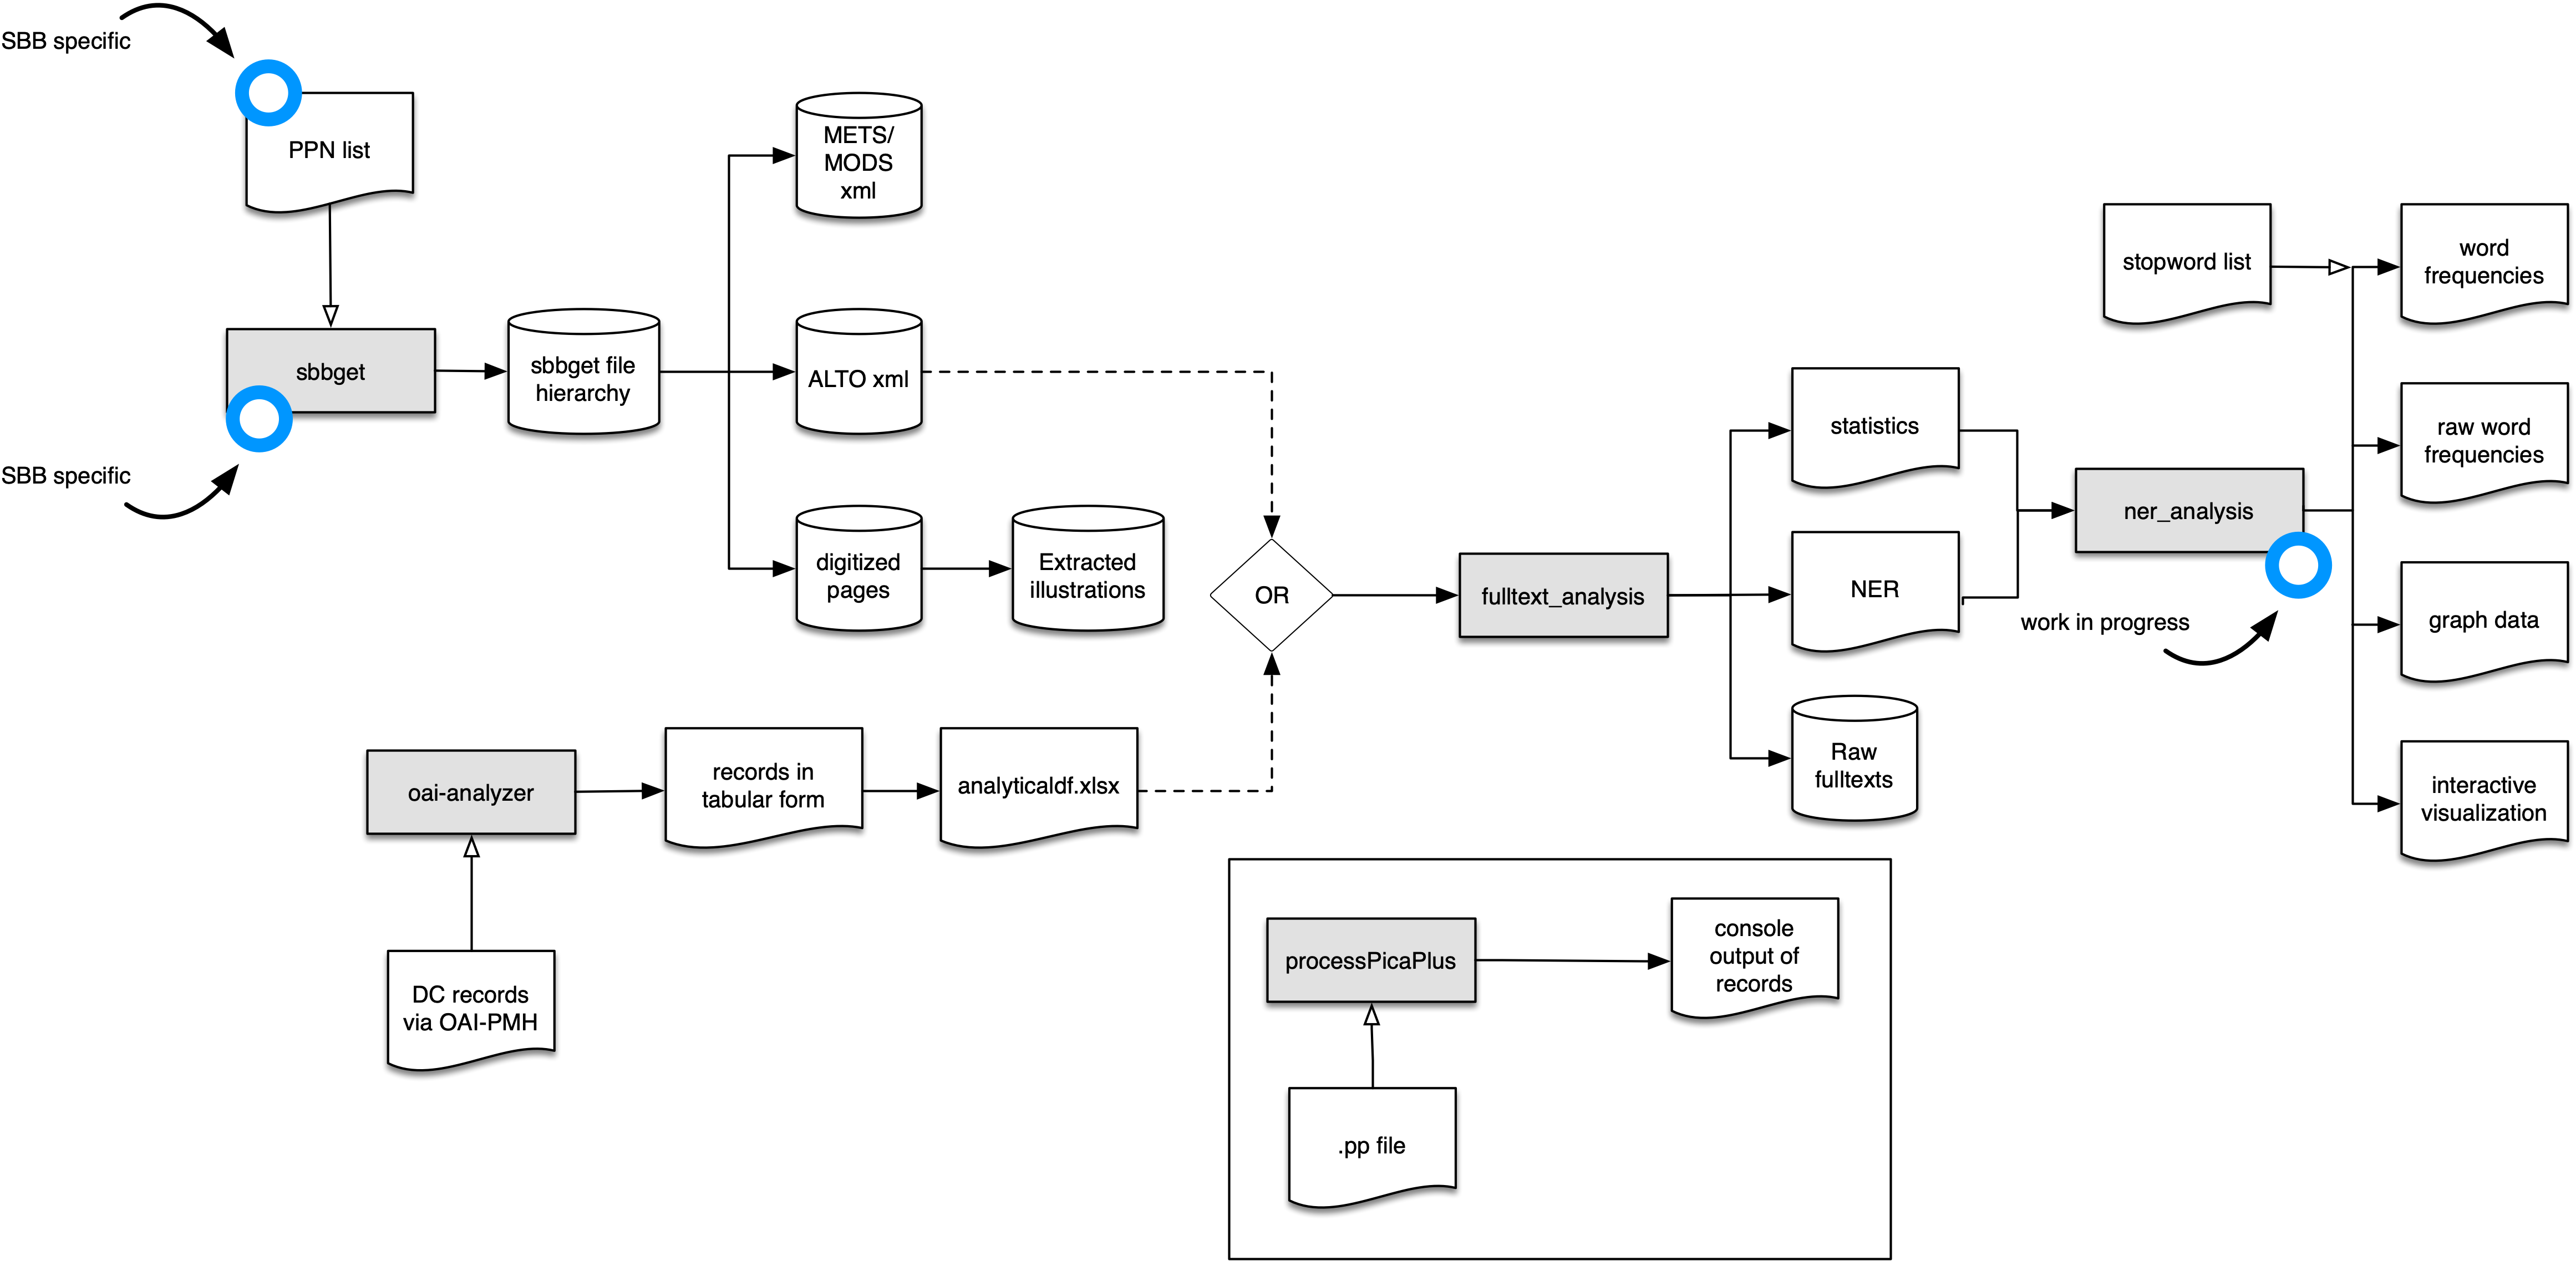 SBB specific
PPN list
sbbget
SBB specific
sbbget file
hierarchy
METS/
MODS
xml
ALTO xml
digitized
pages
Extracted
illustrations
OR
oai-analyzer
records in
tabular form
analyticaldf.xlsx
DC records
via OAI-PMH
fulltext_analysis
statistics
NER
Raw
fulltexts
ner_analysis
work in progress
stopword list
word
frequencies
raw word
frequencies
graph data
interactive
visualization
processPicaPlus
console
output of
records
.pp file